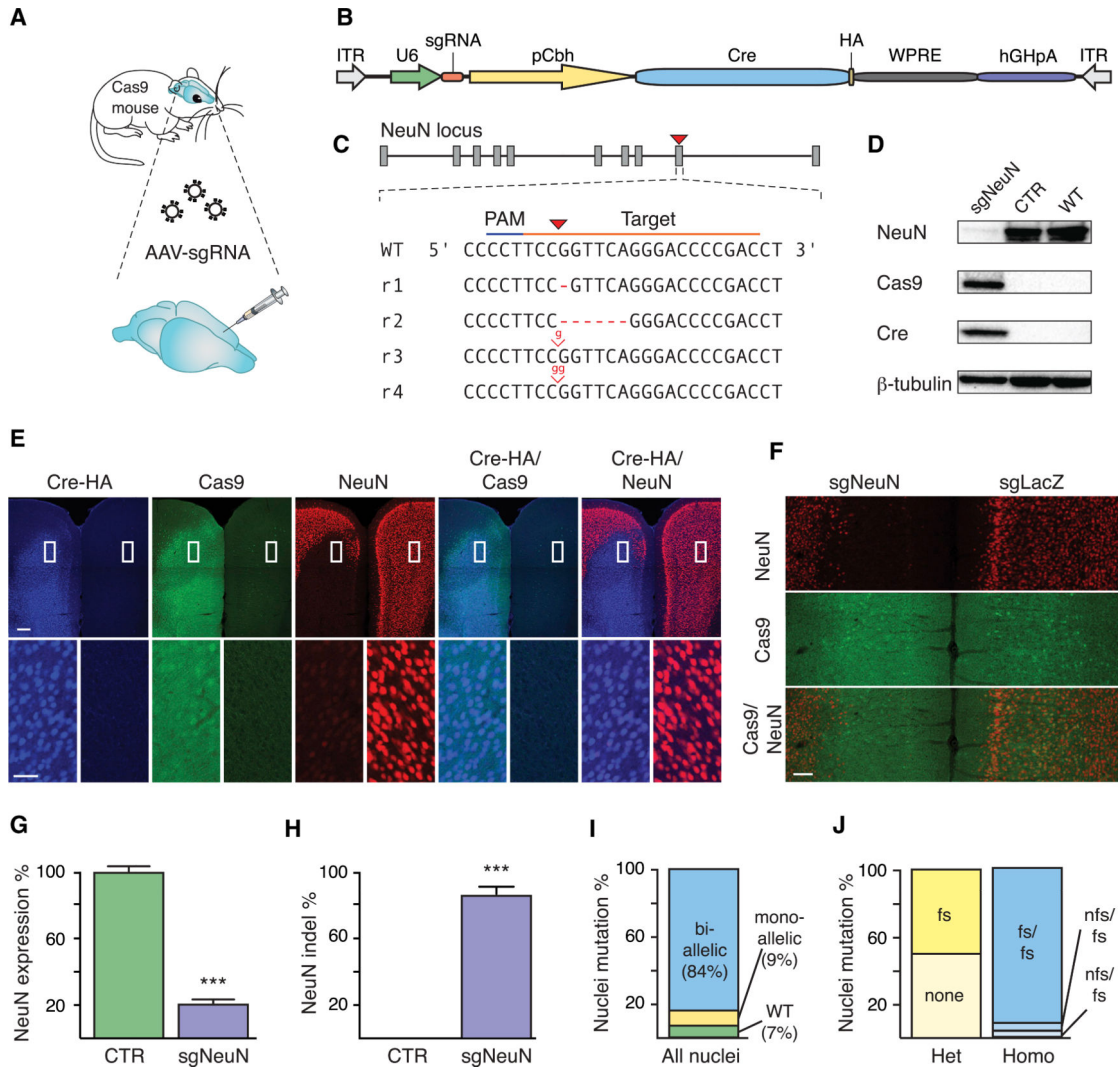 A
Cas9
mouse
AAV-sgRNA
B
ITR U6 sgRNA pCbh Cre HA WPRE hGHpA ITR
C
NeuN locus
PAM Target
WT 5' CCCCTTCCGGTTCAGGGACCCCGACCT 3'
r1 CCCCTTCC-GTTCAGGGACCCCGACCT
r2 CCCCTTCC------GGGACCCCGACCT
g
r3 CCCCTTCCGGTTCAGGGACCCCGACCT
gg
r4 CCCCTTCCGGTTCAGGGACCCCGACCT
D
sgNeuN CTR WT
NeuN
Cas9
Cre
β-tubulin
E
Cre-HA Cas9 NeuN Cre-HA/ Cas9 Cre-HA/ NeuN
F
sgNeuN sgLacZ
NeuN
Cas9
Cas9/
NeuN
G
NeuN expression %
100
60
20
***
CTR sgNeuN
H
NeuN indel %
100
60
20
***
CTR sgNeuN
I
Nuclei mutation %
100
60
20
bi-
allelic
(84%)
mono-
allelic
(9%)
WT
(7%)
All nuclei
J
Nuclei mutation %
100
60
20
fs
none
fs/
fs
nfs/
fs
nfs/
fs
Het Homo